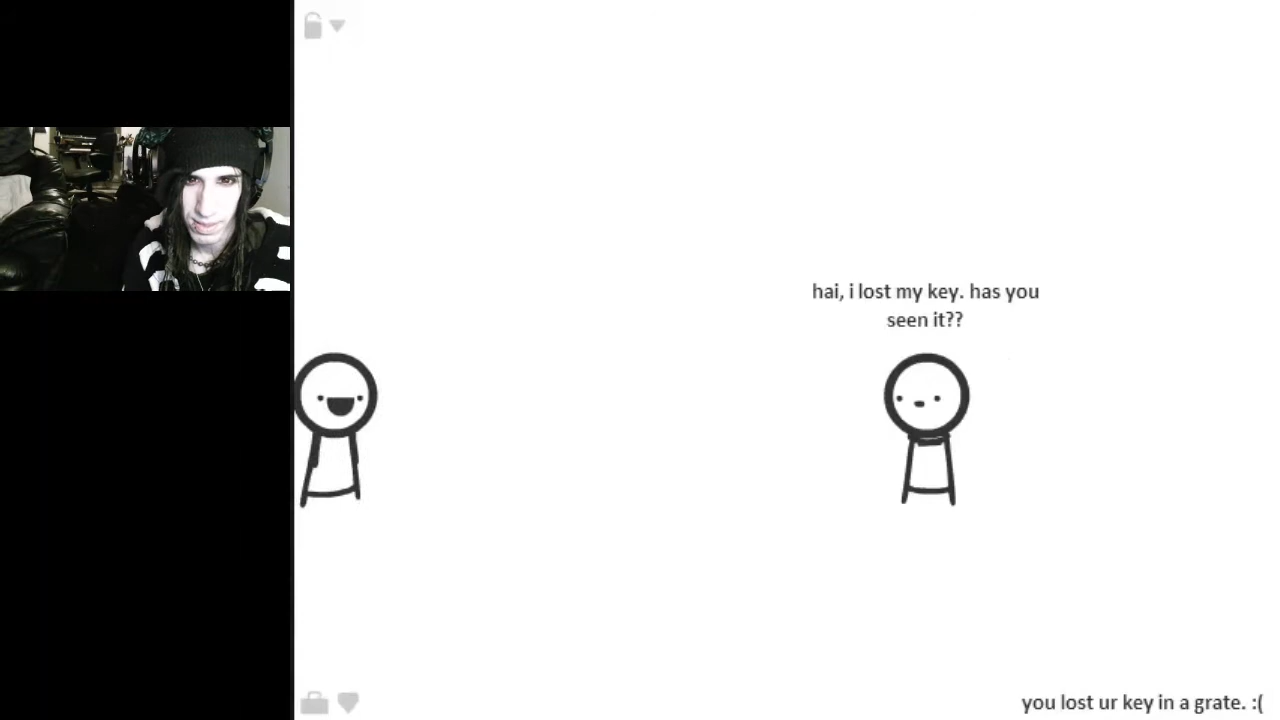 hai, i lost my key. has you
seen it??
you lost ur key in a grate. :(